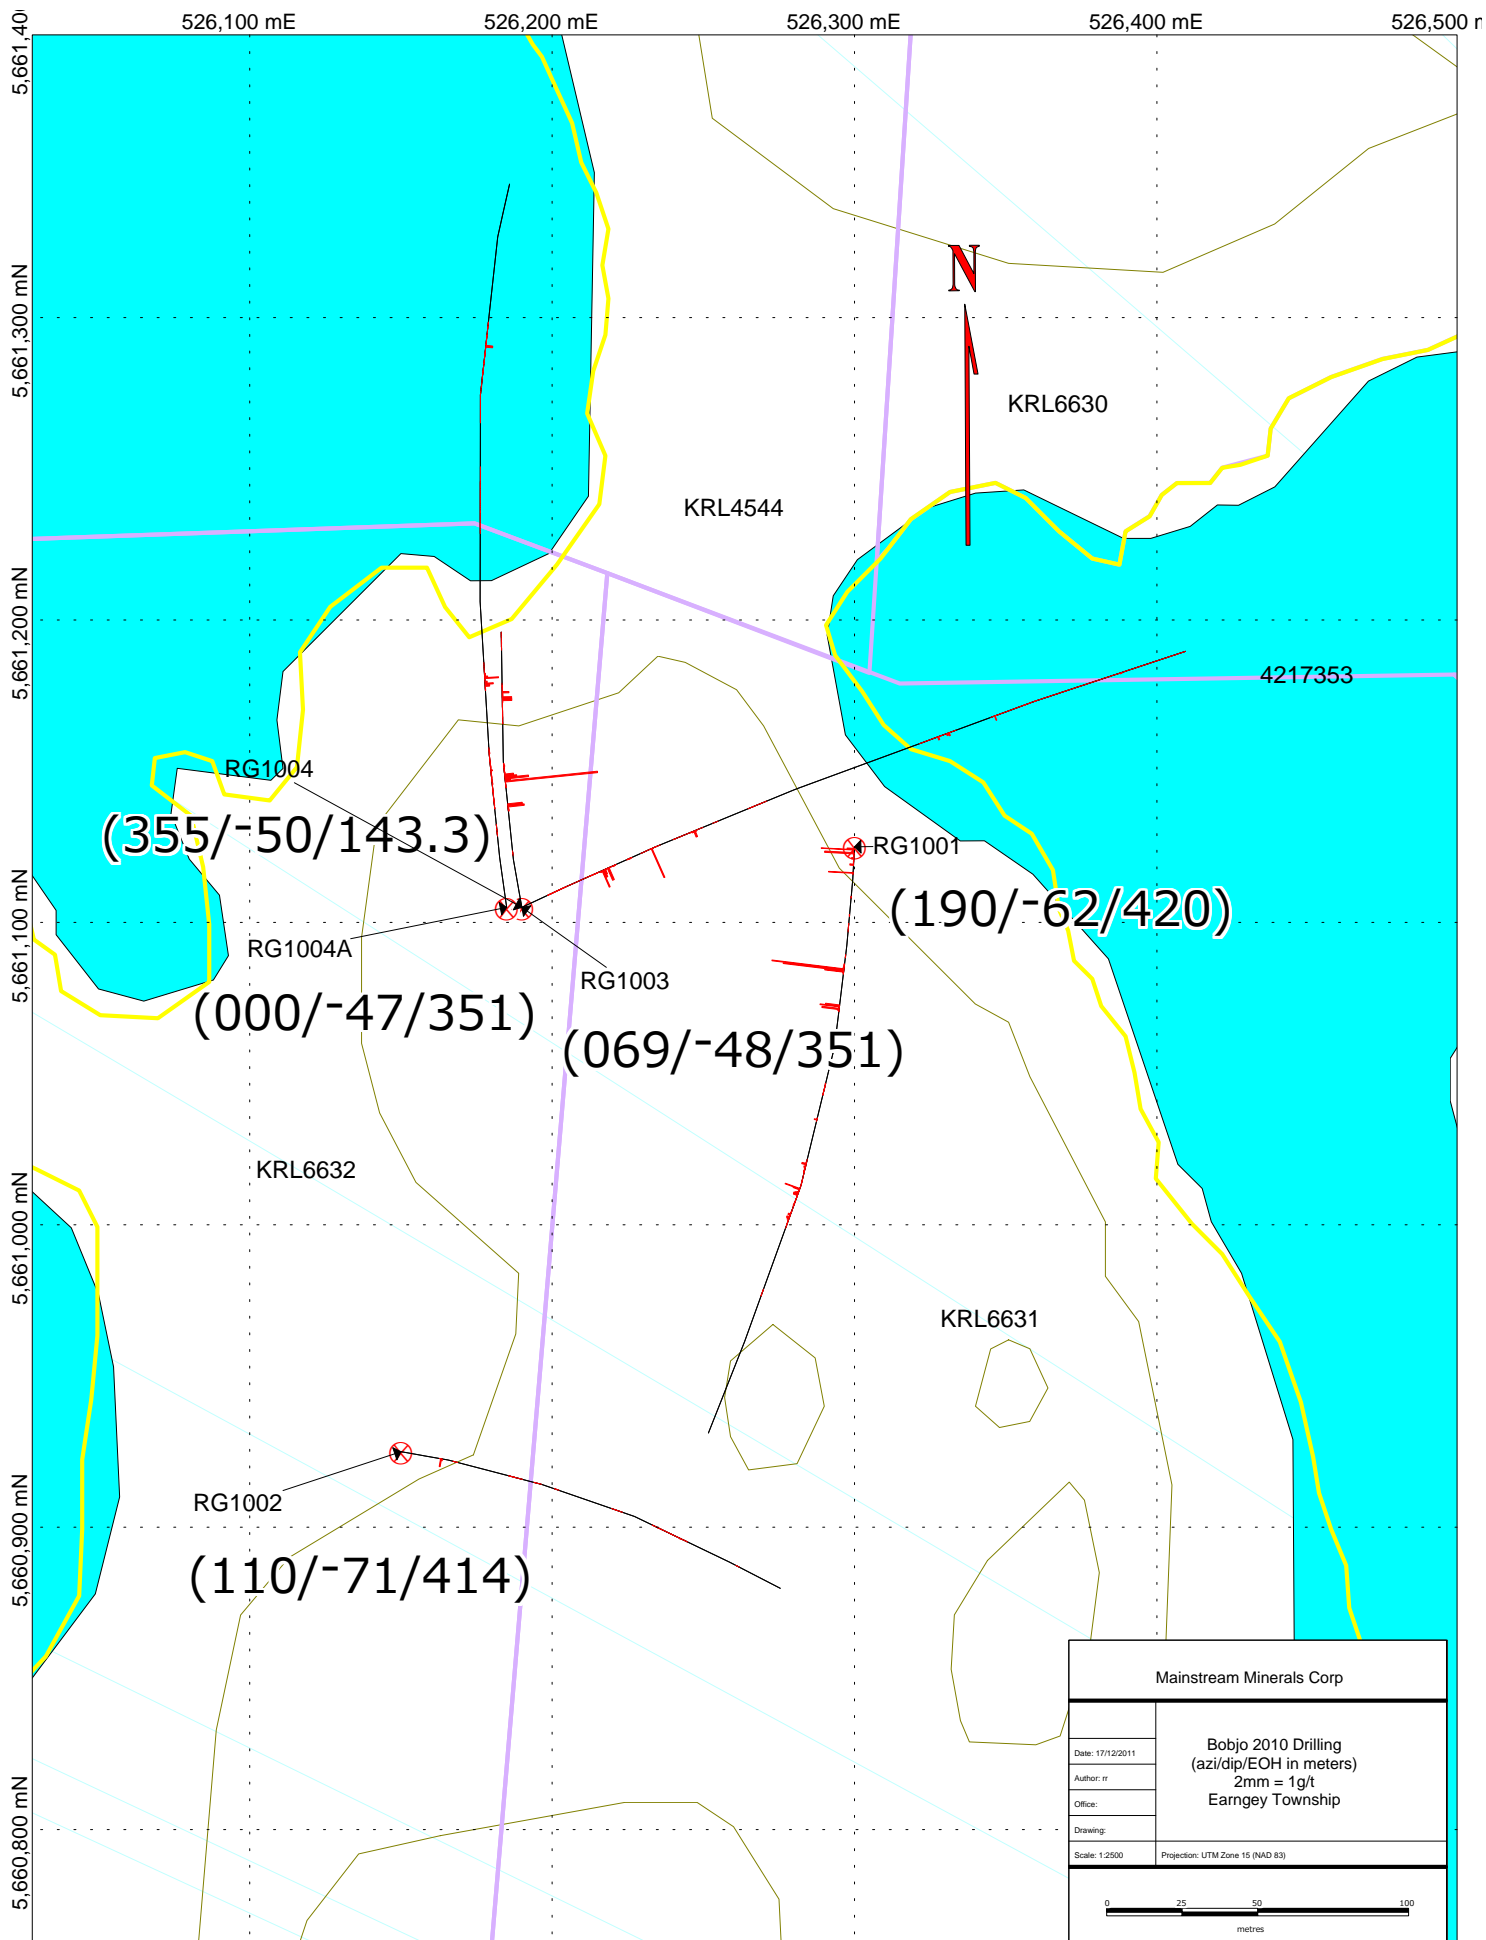 526,100 mE
526,200 mE
526,300 mE
526,400 mE
5,661,300 mN
KRL6630
KRL4544
5,661,200 mN
4217353
RG1004
(355/-50/143.3)
RG1001
(190/-62/420)
5,661,100 mN
RG1004A
RG1003
(000/-47/351)
(069/-48/351)
KRL6632
5,661,000 mN
KRL6631
RG1002
5,660,900 mN
(110/-71/414)
5,660,800 mN
N
Mainstream Minerals Corp
Bobjo 2010 Drilling
(azi/dip/EOH in meters)
2mm = 1g/t
Earngey Township
Date: 17/12/2011
Author: rr
Office:
Drawing:
Scale: 1:2500
Projection: UTM Zone 15 (NAD 83)
0 25 50 100
metres